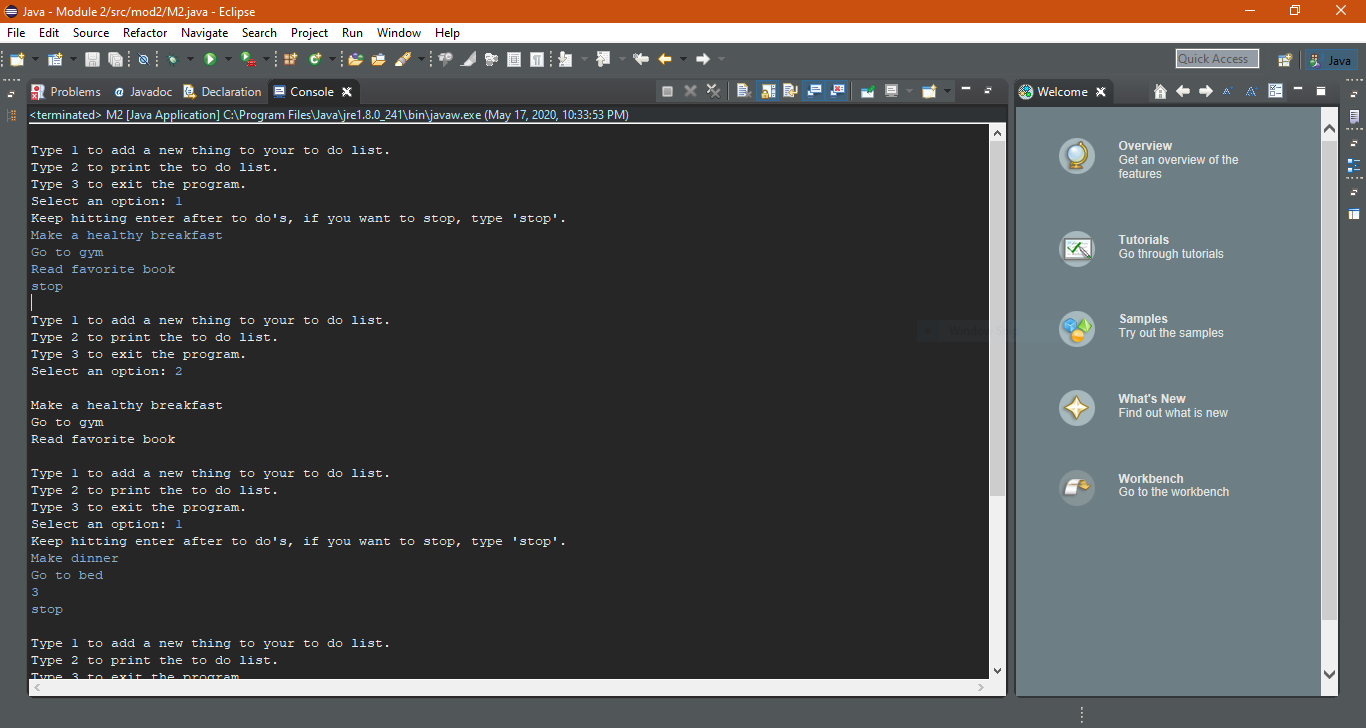 Java - Module 2/src/mod2/M2.java - Eclipse
File Edit Source Refactor Navigate Search Project Run Window Help
Quick Access
Java
Problems Javadoc Declaration Console
Welcome
<terminated> M2 [Java Application] C:\Program Files\Java\jre1.8.0_241\bin\javaw.exe (May 17, 2020, 10:33:53 PM)
Type 1 to add a new thing to your to do list.
Type 2 to print the to do list.
Type 3 to exit the program.
Select an option: 1
Keep hitting enter after to do's, if you want to stop, type 'stop'.
Make a healthy breakfast
Go to gym
Read favorite book
stop
Type 1 to add a new thing to your to do list.
Type 2 to print the to do list.
Type 3 to exit the program.
Select an option: 2
Make a healthy breakfast
Go to gym
Read favorite book
Type 1 to add a new thing to your to do list.
Type 2 to print the to do list.
Type 3 to exit the program.
Select an option: 1
Keep hitting enter after to do's, if you want to stop, type 'stop'.
Make dinner
Go to bed
3
stop
Type 1 to add a new thing to your to do list.
Type 2 to print the to do list.
Type 3 to exit the program.
Overview
Get an overview of the
features
Tutorials
Go through tutorials
Samples
Try out the samples
What's New
Find out what is new
Workbench
Go to the workbench